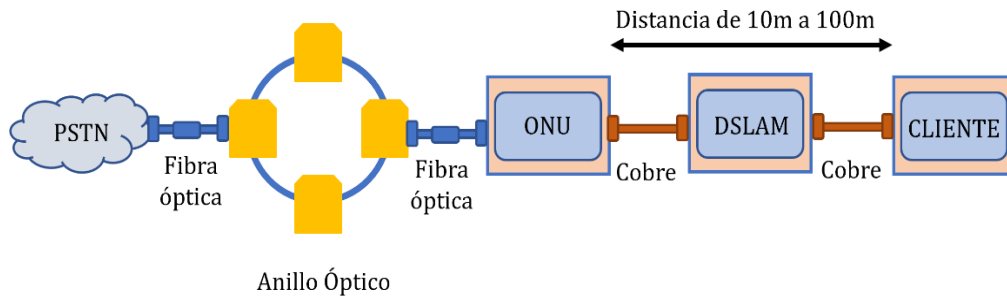 Distancia de 10m a 100m
PSTN
Fibra
óptica
Fibra
óptica
ONU
Cobre
DSLAM
Cobre
CLIENTE
Anillo Óptico